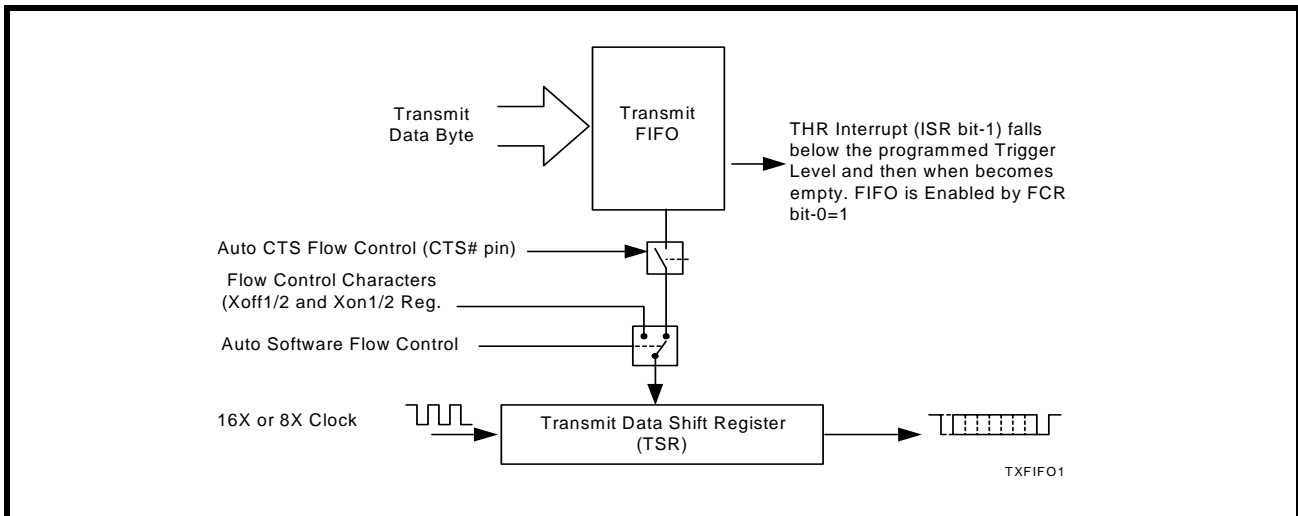 Transmit
Data Byte
Transmit
FIFO
THR Interrupt (ISR bit-1) falls
below the programmed Trigger
Level and then when becomes
empty. FIFO is Enabled by FCR
bit-0=1
Auto CTS Flow Control (CTS# pin)
Flow Control Characters
(Xoff1/2 and Xon1/2 Reg.
Auto Software Flow Control
16X or 8X Clock
Transmit Data Shift Register
(TSR)
TXFIFO1